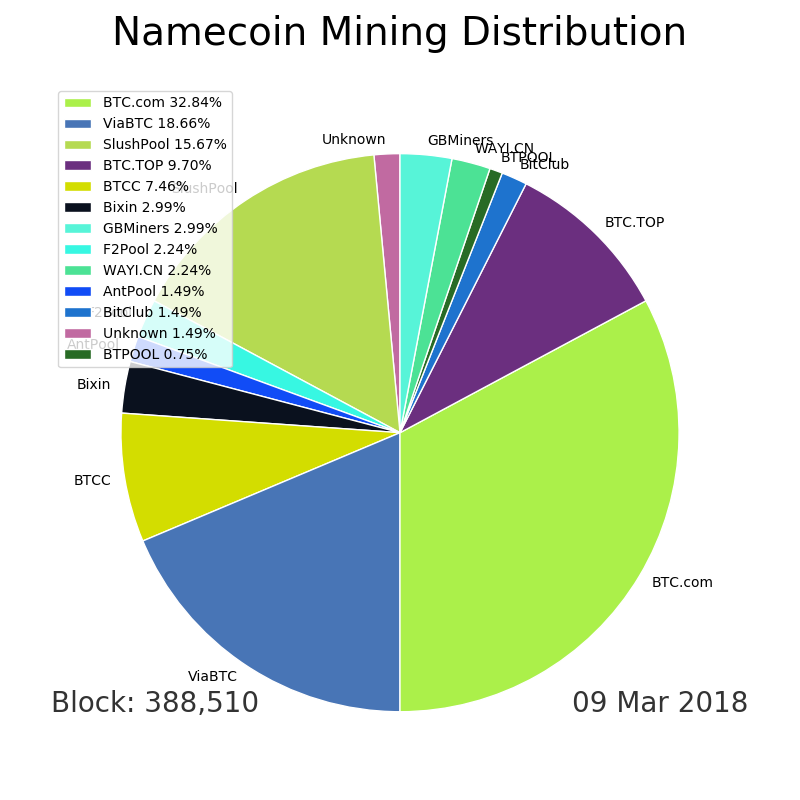 Namecoin Mining Distribution
BTC.com 32.84%
ViaBTC 18.66%
SlushPool 15.67%
BTC.TOP 9.70%
BTCC 7.46%
Bixin 2.99%
GBMiners 2.99%
F2Pool 2.24%
WAYI.CN 2.24%
AntPool 1.49%
BitClub 1.49%
Unknown 1.49%
BTPOOL 0.75%
Unknown
GBMiners
WAYI.CN
BTPOOL
BitClub
SlushPool
BTC.TOP
F2Pool
AntPool
Bixin
BTCC
BTC.com
ViaBTC
Block: 388,510
09 Mar 2018